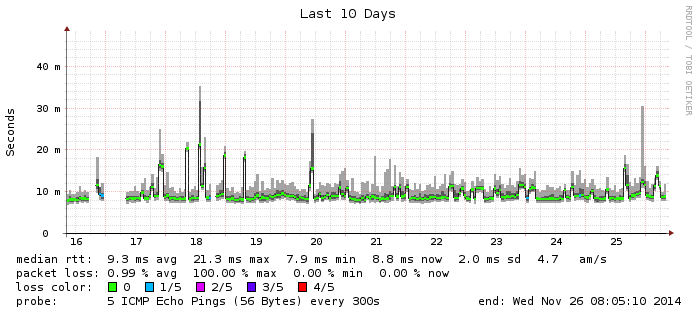 Last 10 Days
RRDTOOL / TOBI OETIKER
Seconds
40 m
30 m
20 m
10 m
0
16 17 18 19 20 21 22 23 24 25
median rtt: 9.3 ms avg 21.3 ms max 7.9 ms min 8.8 ms now 2.0 ms sd 4.7 am/s
packet loss: 0.99 % avg 100.00 % max 0.00 % min 0.00 % now
loss color: 0 1/5 2/5 3/5 4/5
probe: 5 ICMP Echo Pings (56 Bytes) every 300s end: Wed Nov 26 08:05:10 2014